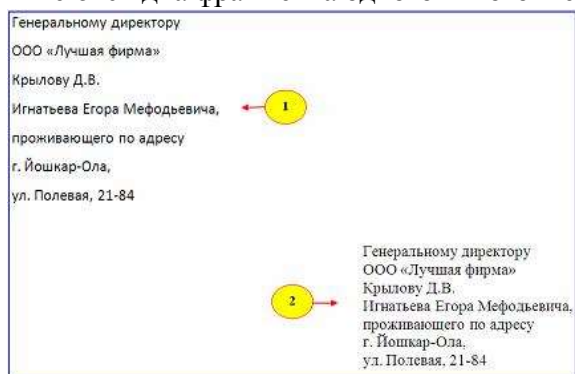 Генеральному директору
ООО «Лучшая фирма»
Крылову Д.В.
Игнатьева Егора Мефодьевича,
1
проживающего по адресу
г. Йошкар-Ола,
ул. Полевая, 21-84
Генеральному директору
ООО «Лучшая фирма»
Крылову Д.В.
2
Игнатьева Егора Мефодьевича,
проживающего по адресу
г. Йошкар-Ола,
ул. Полевая, 21-84